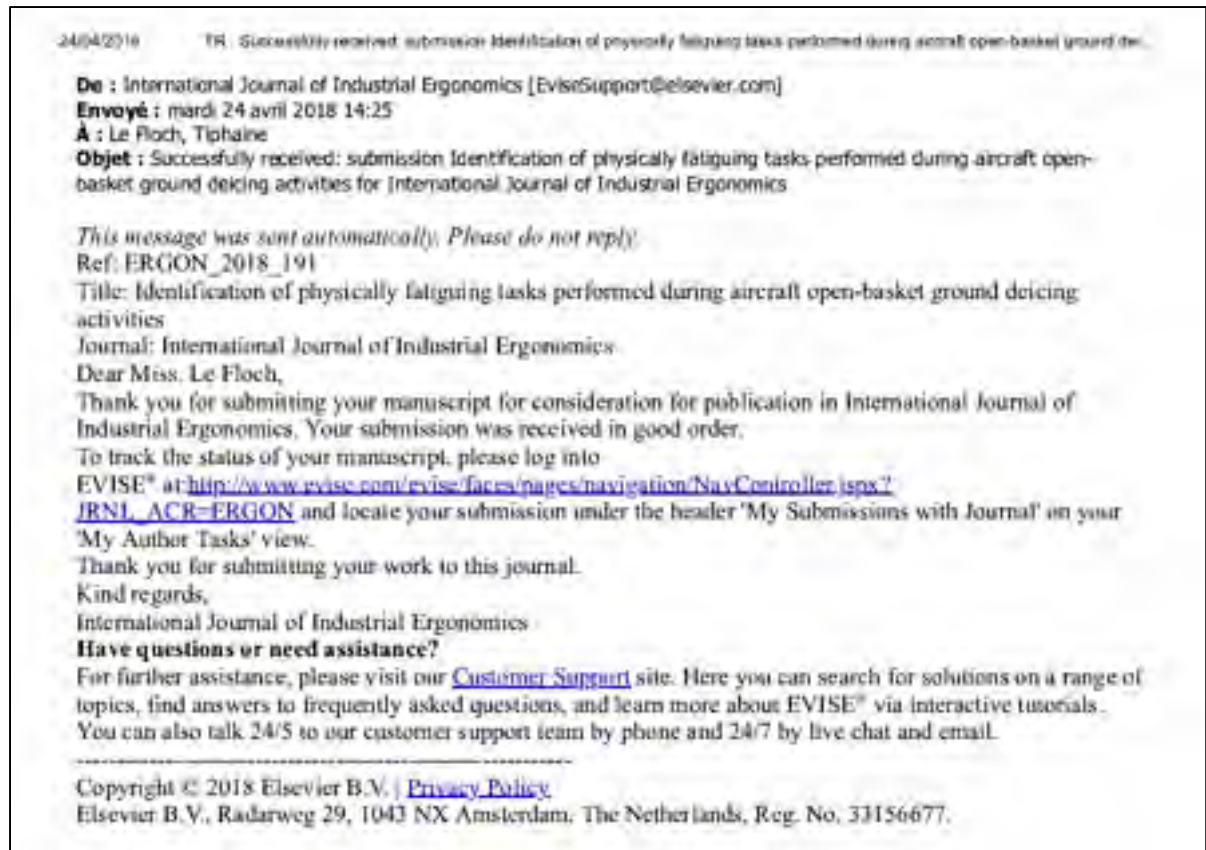 24/04/2018 TR : Successfully received: submission Identification of physically fatiguing tasks performed during aircraft open-basket ground dei...
De : International Journal of Industrial Ergonomics [EviseSupport@elsevier.com]
Envoyé : mardi 24 avril 2018 14:25
À : Le Floch, Tiphaine
Objet : Successfully received: submission Identification of physically fatiguing tasks performed during aircraft open-
basket ground deicing activities for International Journal of Industrial Ergonomics
This message was sent automatically. Please do not reply.
Ref: ERGON_2018_191
Title: Identification of physically fatiguing tasks performed during aircraft open-basket ground deicing
activities
Journal: International Journal of Industrial Ergonomics
Dear Miss. Le Floch,
Thank you for submitting your manuscript for consideration for publication in International Journal of
Industrial Ergonomics. Your submission was received in good order.
To track the status of your manuscript, please log into
EVISE® at:http://www.evise.com/evise/faces/pages/navigation/NavController.jspx?
JRNL_ACR=ERGON and locate your submission under the header 'My Submissions with Journal' on your
'My Author Tasks' view.
Thank you for submitting your work to this journal.
Kind regards,
International Journal of Industrial Ergonomics
Have questions or need assistance?
For further assistance, please visit our Customer Support site. Here you can search for solutions on a range of
topics, find answers to frequently asked questions, and learn more about EVISE® via interactive tutorials.
You can also talk 24/5 to our customer support team by phone and 24/7 by live chat and email.
Copyright © 2018 Elsevier B.V. | Privacy Policy
Elsevier B.V., Radarweg 29, 1043 NX Amsterdam, The Netherlands, Reg. No. 33156677.